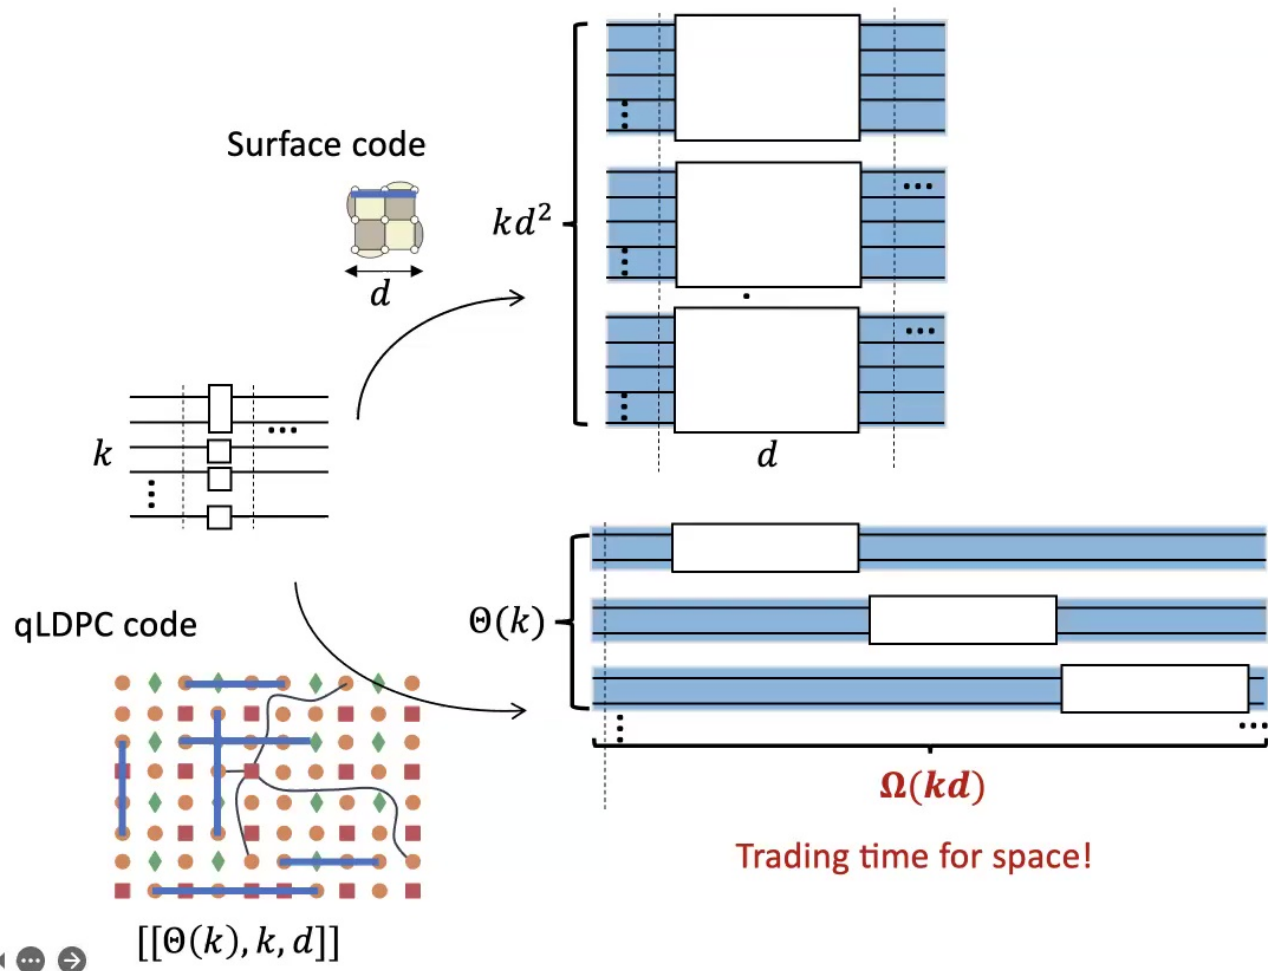 Surface code
d
kd²
d
k
qLDPC code
Θ(k)
Ω(kd)
Trading time for space!
[[Θ(k), k, d]]